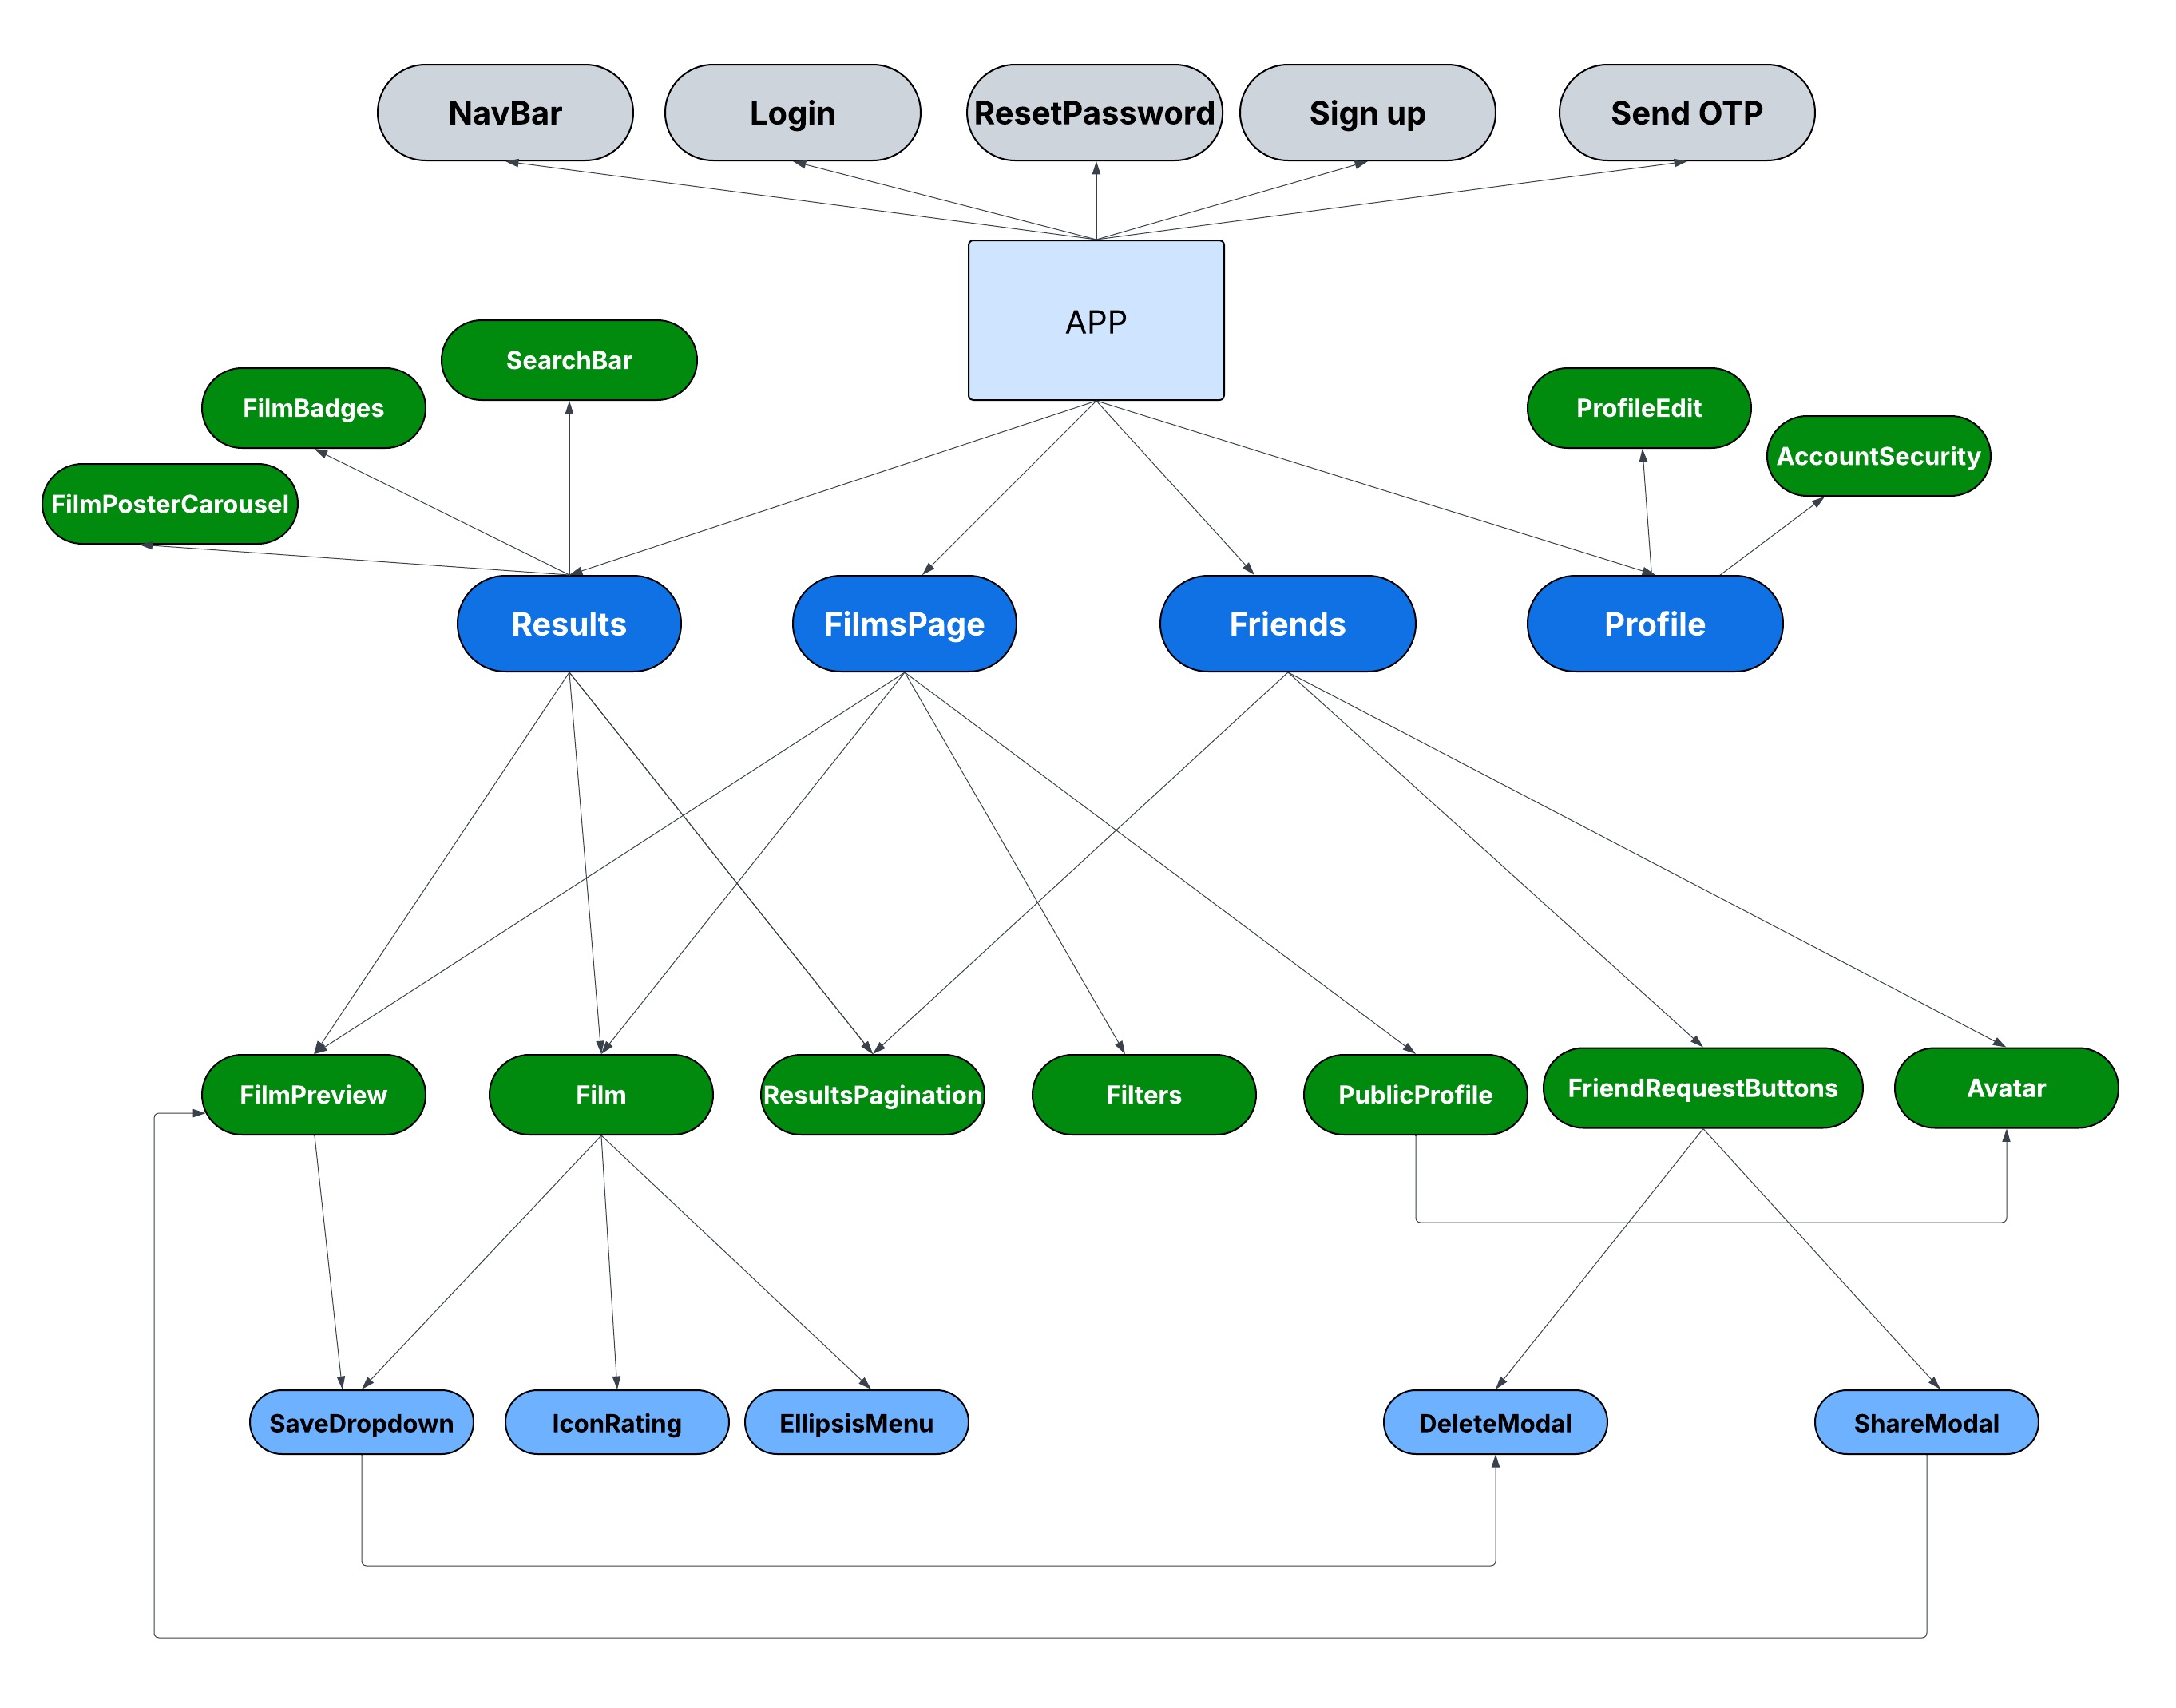 NavBar
Login
ResetPassword
Sign up
Send OTP
APP
SearchBar
FilmBadges
ProfileEdit
AccountSecurity
FilmPosterCarousel
Results
FilmsPage
Friends
Profile
FilmPreview
Film
ResultsPagination
Filters
PublicProfile
FriendRequestButtons
Avatar
SaveDropdown
IconRating
EllipsisMenu
DeleteModal
ShareModal